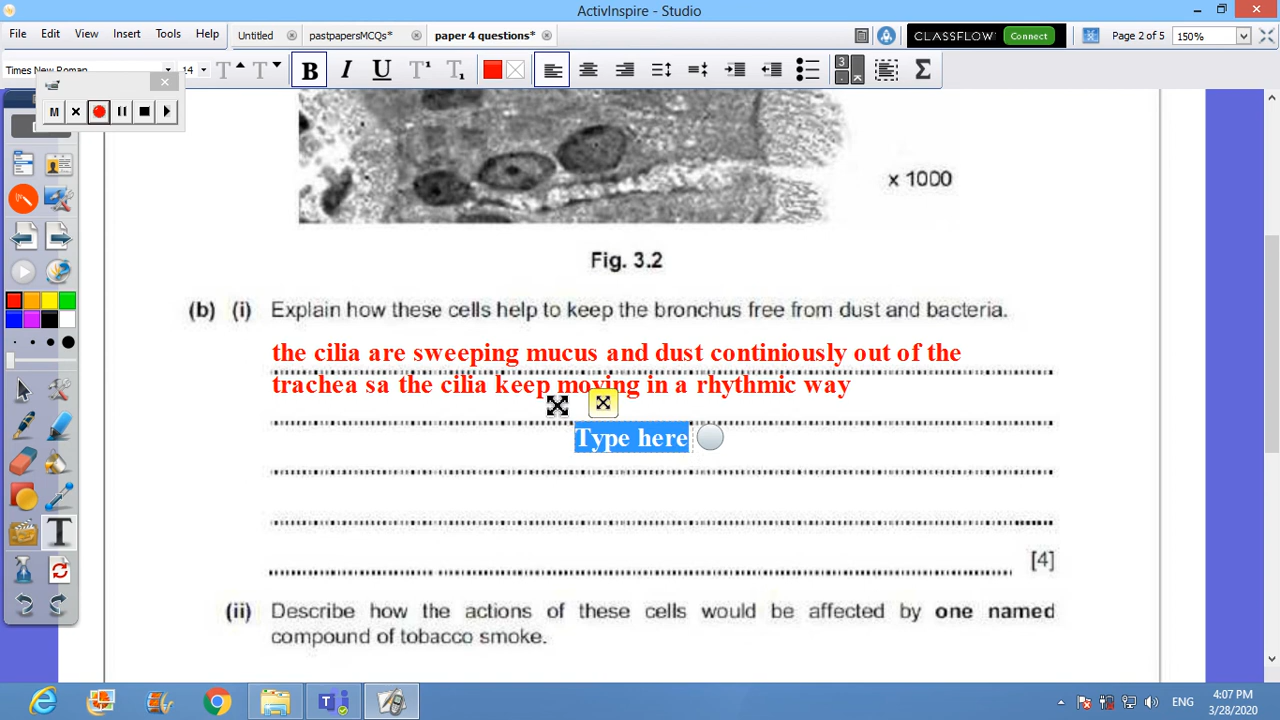 ActivInspire - Studio
File Edit View Insert Tools Help Untitled pastpapersMCQs* paper 4 questions* CLASSFLOW Connect Page 2 of 5 150%
Times New Roman 14 B I U T T
M
x 1000
Fig. 3.2
(b) (i) Explain how these cells help to keep the bronchus free from dust and bacteria.
the cilia are sweeping mucus and dust continiously out of the
trachea sa the cilia keep moving in a rhythmic way
Type here
[4]
(ii) Describe how the actions of these cells would be affected by one named
compound of tobacco smoke.
ENG
4:07 PM
3/28/2020